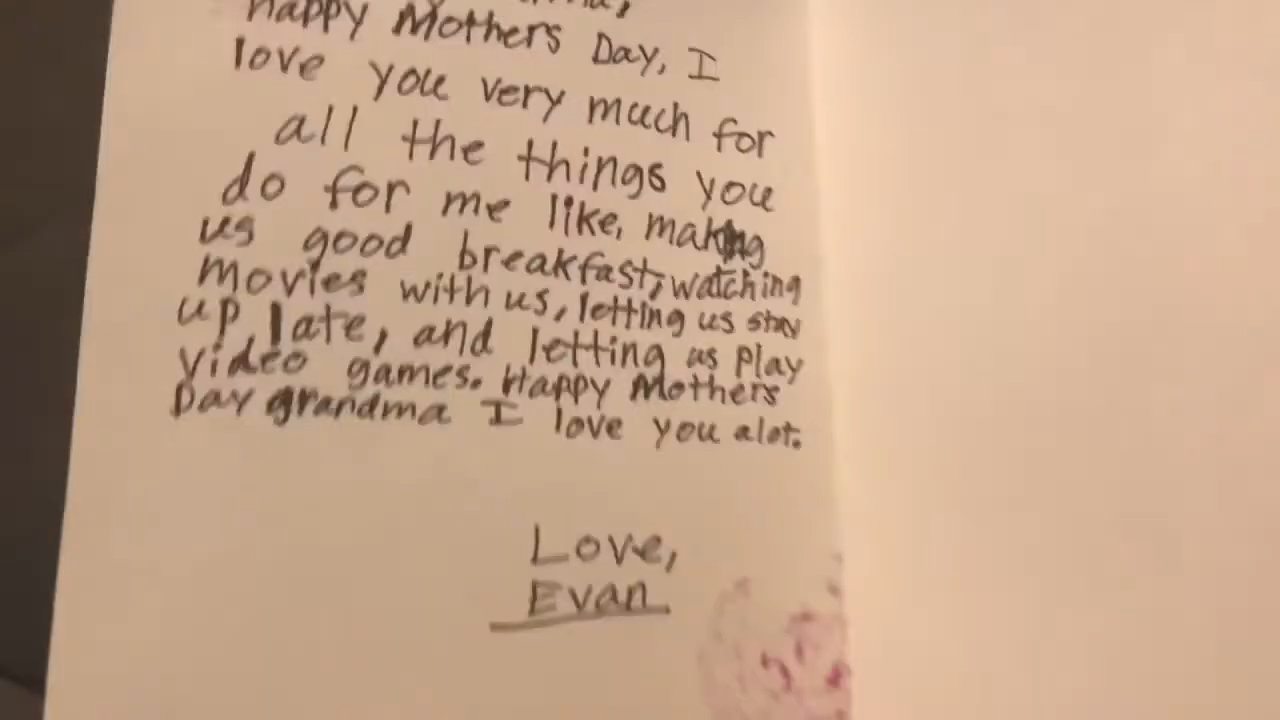 Happy Mothers Day, I
love you very much for
all the things you
do for me like, making
us good breakfast, watching
movies with us, letting us stay
up late, and letting us play
video games. Happy Mothers
Day grandma I love you alot.
Love,
Evan